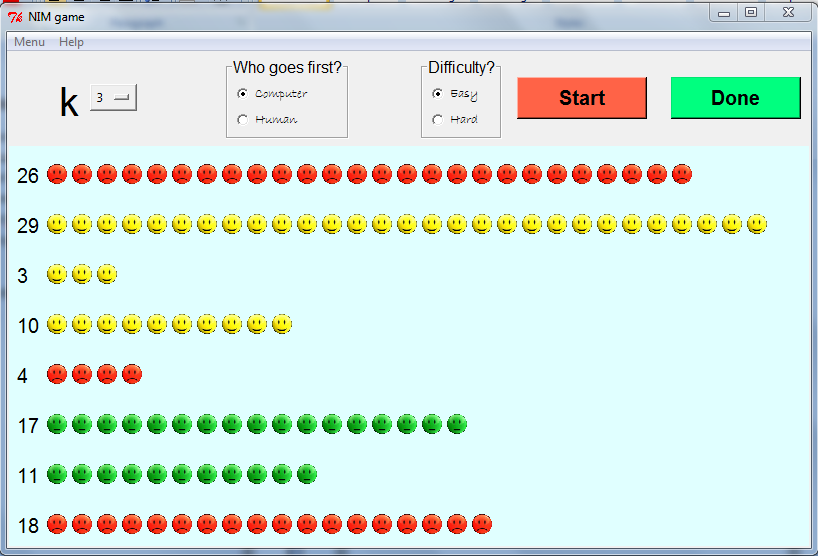 NIM game
Menu Help
k 3
Who goes first?
Computer
Human
Difficulty?
Easy
Hard
Start
Done
26
29
3
10
4
17
11
18